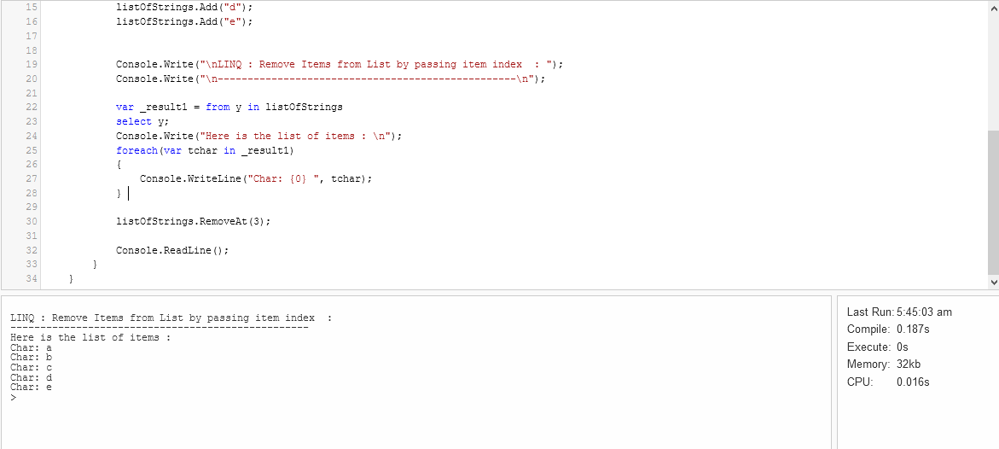 15 listOfStrings.Add("d");
16 listOfStrings.Add("e");
17
18
19 Console.Write("\nLINQ : Remove Items from List by passing item index  : ");
20 Console.Write("\n--------------------------------------------------\n");
21
22 var _result1 = from y in listOfStrings
23 select y;
24 Console.Write("Here is the list of items : \n");
25 foreach(var tchar in _result1)
26 {
27 Console.WriteLine("Char: {0} ", tchar);
28 }
29
30 listOfStrings.RemoveAt(3);
31
32 Console.ReadLine();
33 }
34 }
LINQ : Remove Items from List by passing item index  :
--------------------------------------------------
Here is the list of items :
Char: a
Char: b
Char: c
Char: d
Char: e
>
Last Run: 5:45:03 am
Compile: 0.187s
Execute: 0s
Memory: 32kb
CPU: 0.016s